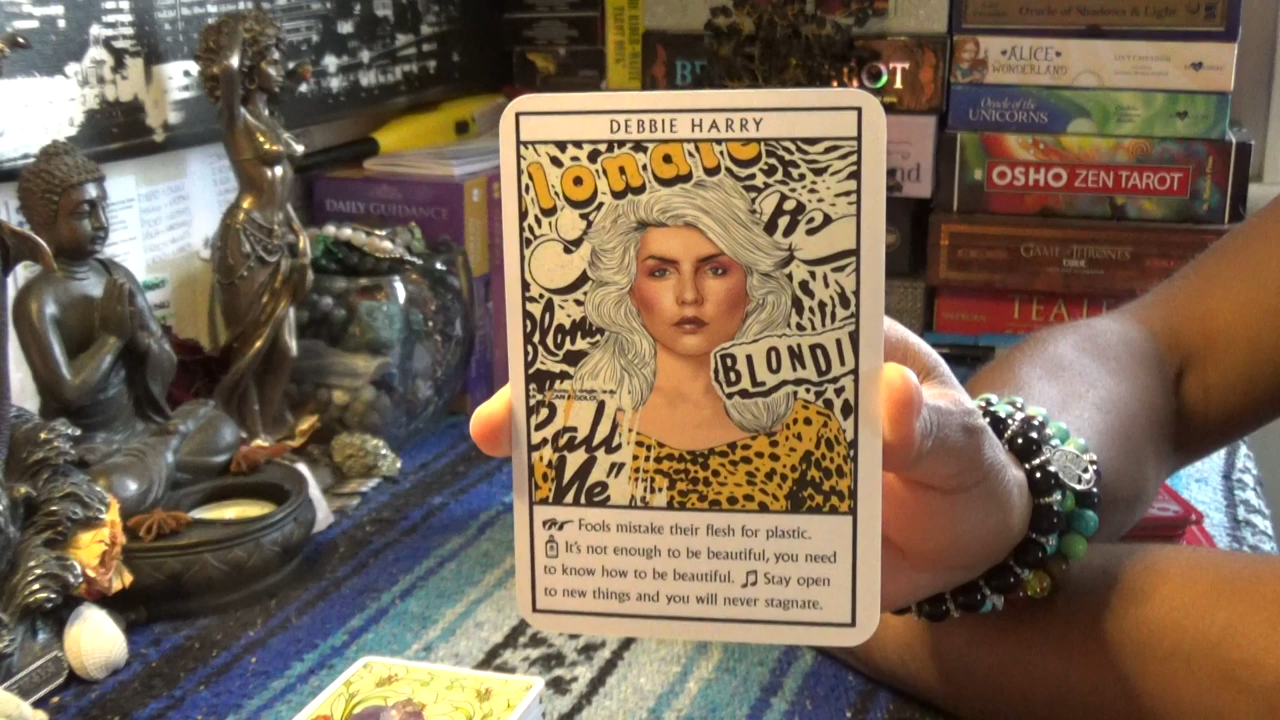 DEBBIE HARRY
londie
Blon
BLONDI
Call
Me"
Fools mistake their flesh for plastic.
It's not enough to be beautiful, you need
to know how to be beautiful. Stay open
to new things and you will never stagnate.
DAILY GUIDANCE
Oracle of Shadows & Light
ALICE
WONDERLAND
Oracle of the
UNICORNS
OSHO ZEN TAROT
GAME OF THRONES